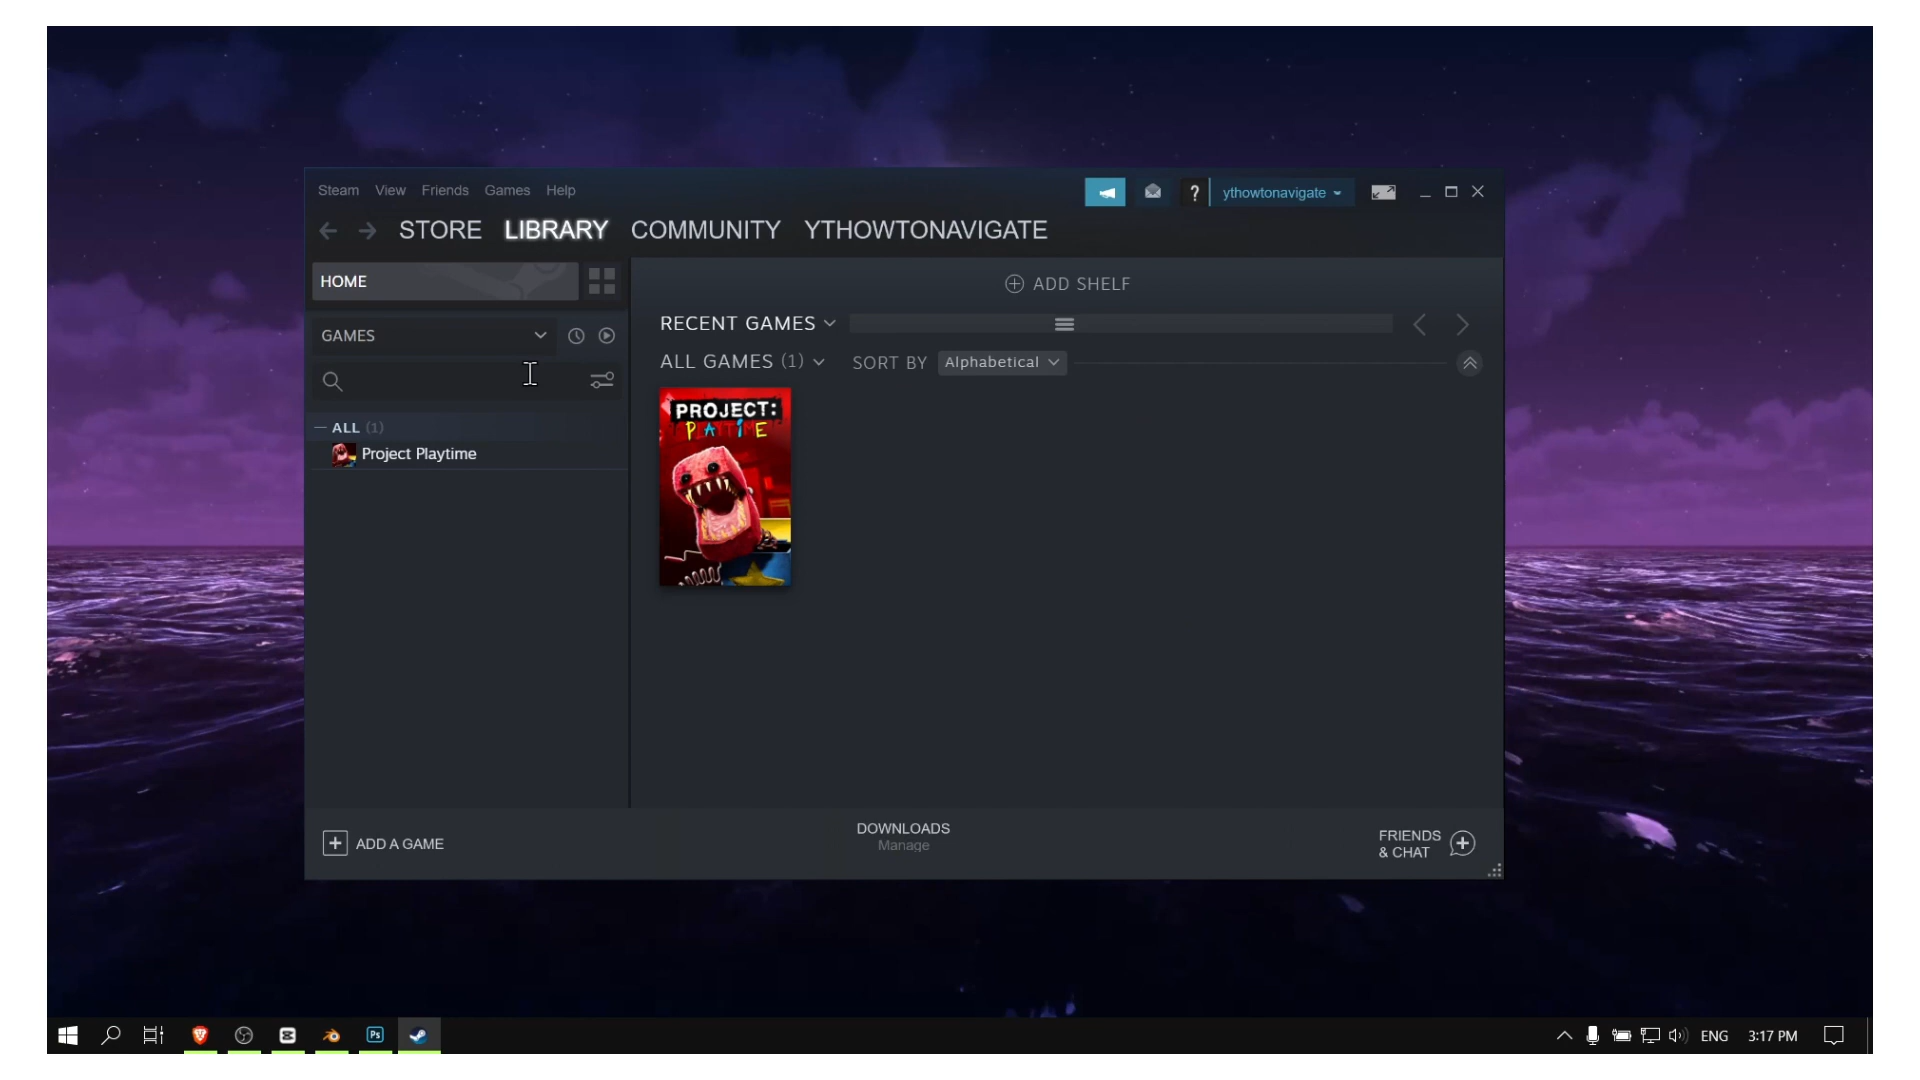 Steam View Friends Games Help
? ythowtonavigate
STORE LIBRARY COMMUNITY YTHOWTONAVIGATE
HOME
ADD SHELF
GAMES
RECENT GAMES
ALL GAMES (1) SORT BY Alphabetical
— ALL (1)
Project Playtime
PROJECT:
PLAYTIME
ADD A GAME
DOWNLOADS
Manage
FRIENDS
& CHAT
Ps
ENG 3:17 PM